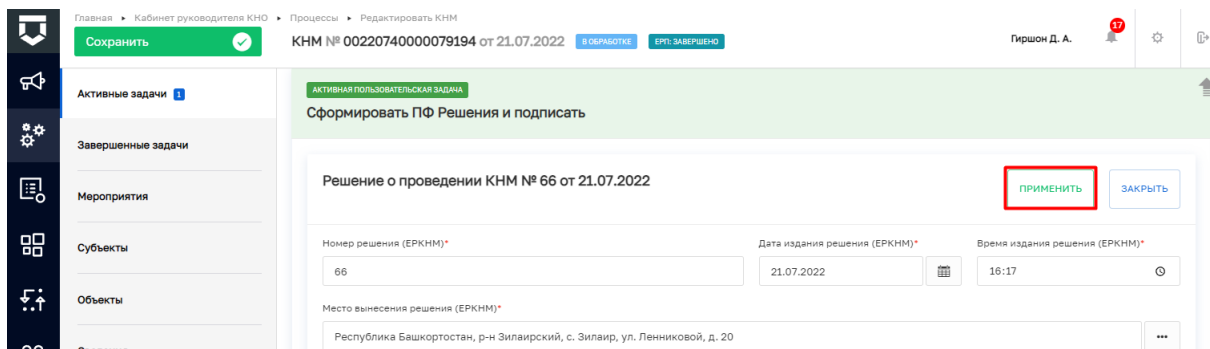 Главная ▸ Кабинет руководителя КНО ▸ Процессы ▸ Редактировать КНМ
Сохранить
КНМ № 00220740000079194 от 21.07.2022 В ОБРАБОТКЕ ЕРП: ЗАВЕРШЕНО
Гиршон Д. А.
17
Активные задачи 1
Завершенные задачи
Мероприятия
Субъекты
Объекты
АКТИВНАЯ ПОЛЬЗОВАТЕЛЬСКАЯ ЗАДАЧА
Сформировать ПФ Решения и подписать
Решение о проведении КНМ № 66 от 21.07.2022
ПРИМЕНИТЬ
ЗАКРЫТЬ
Номер решения (ЕРКНМ)*
Дата издания решения (ЕРКНМ)*
Время издания решения (ЕРКНМ)*
66
21.07.2022
16:17
Место вынесения решения (ЕРКНМ)*
Республика Башкортостан, р-н Зилаирский, с. Зилаир, ул. Ленниковой, д. 20